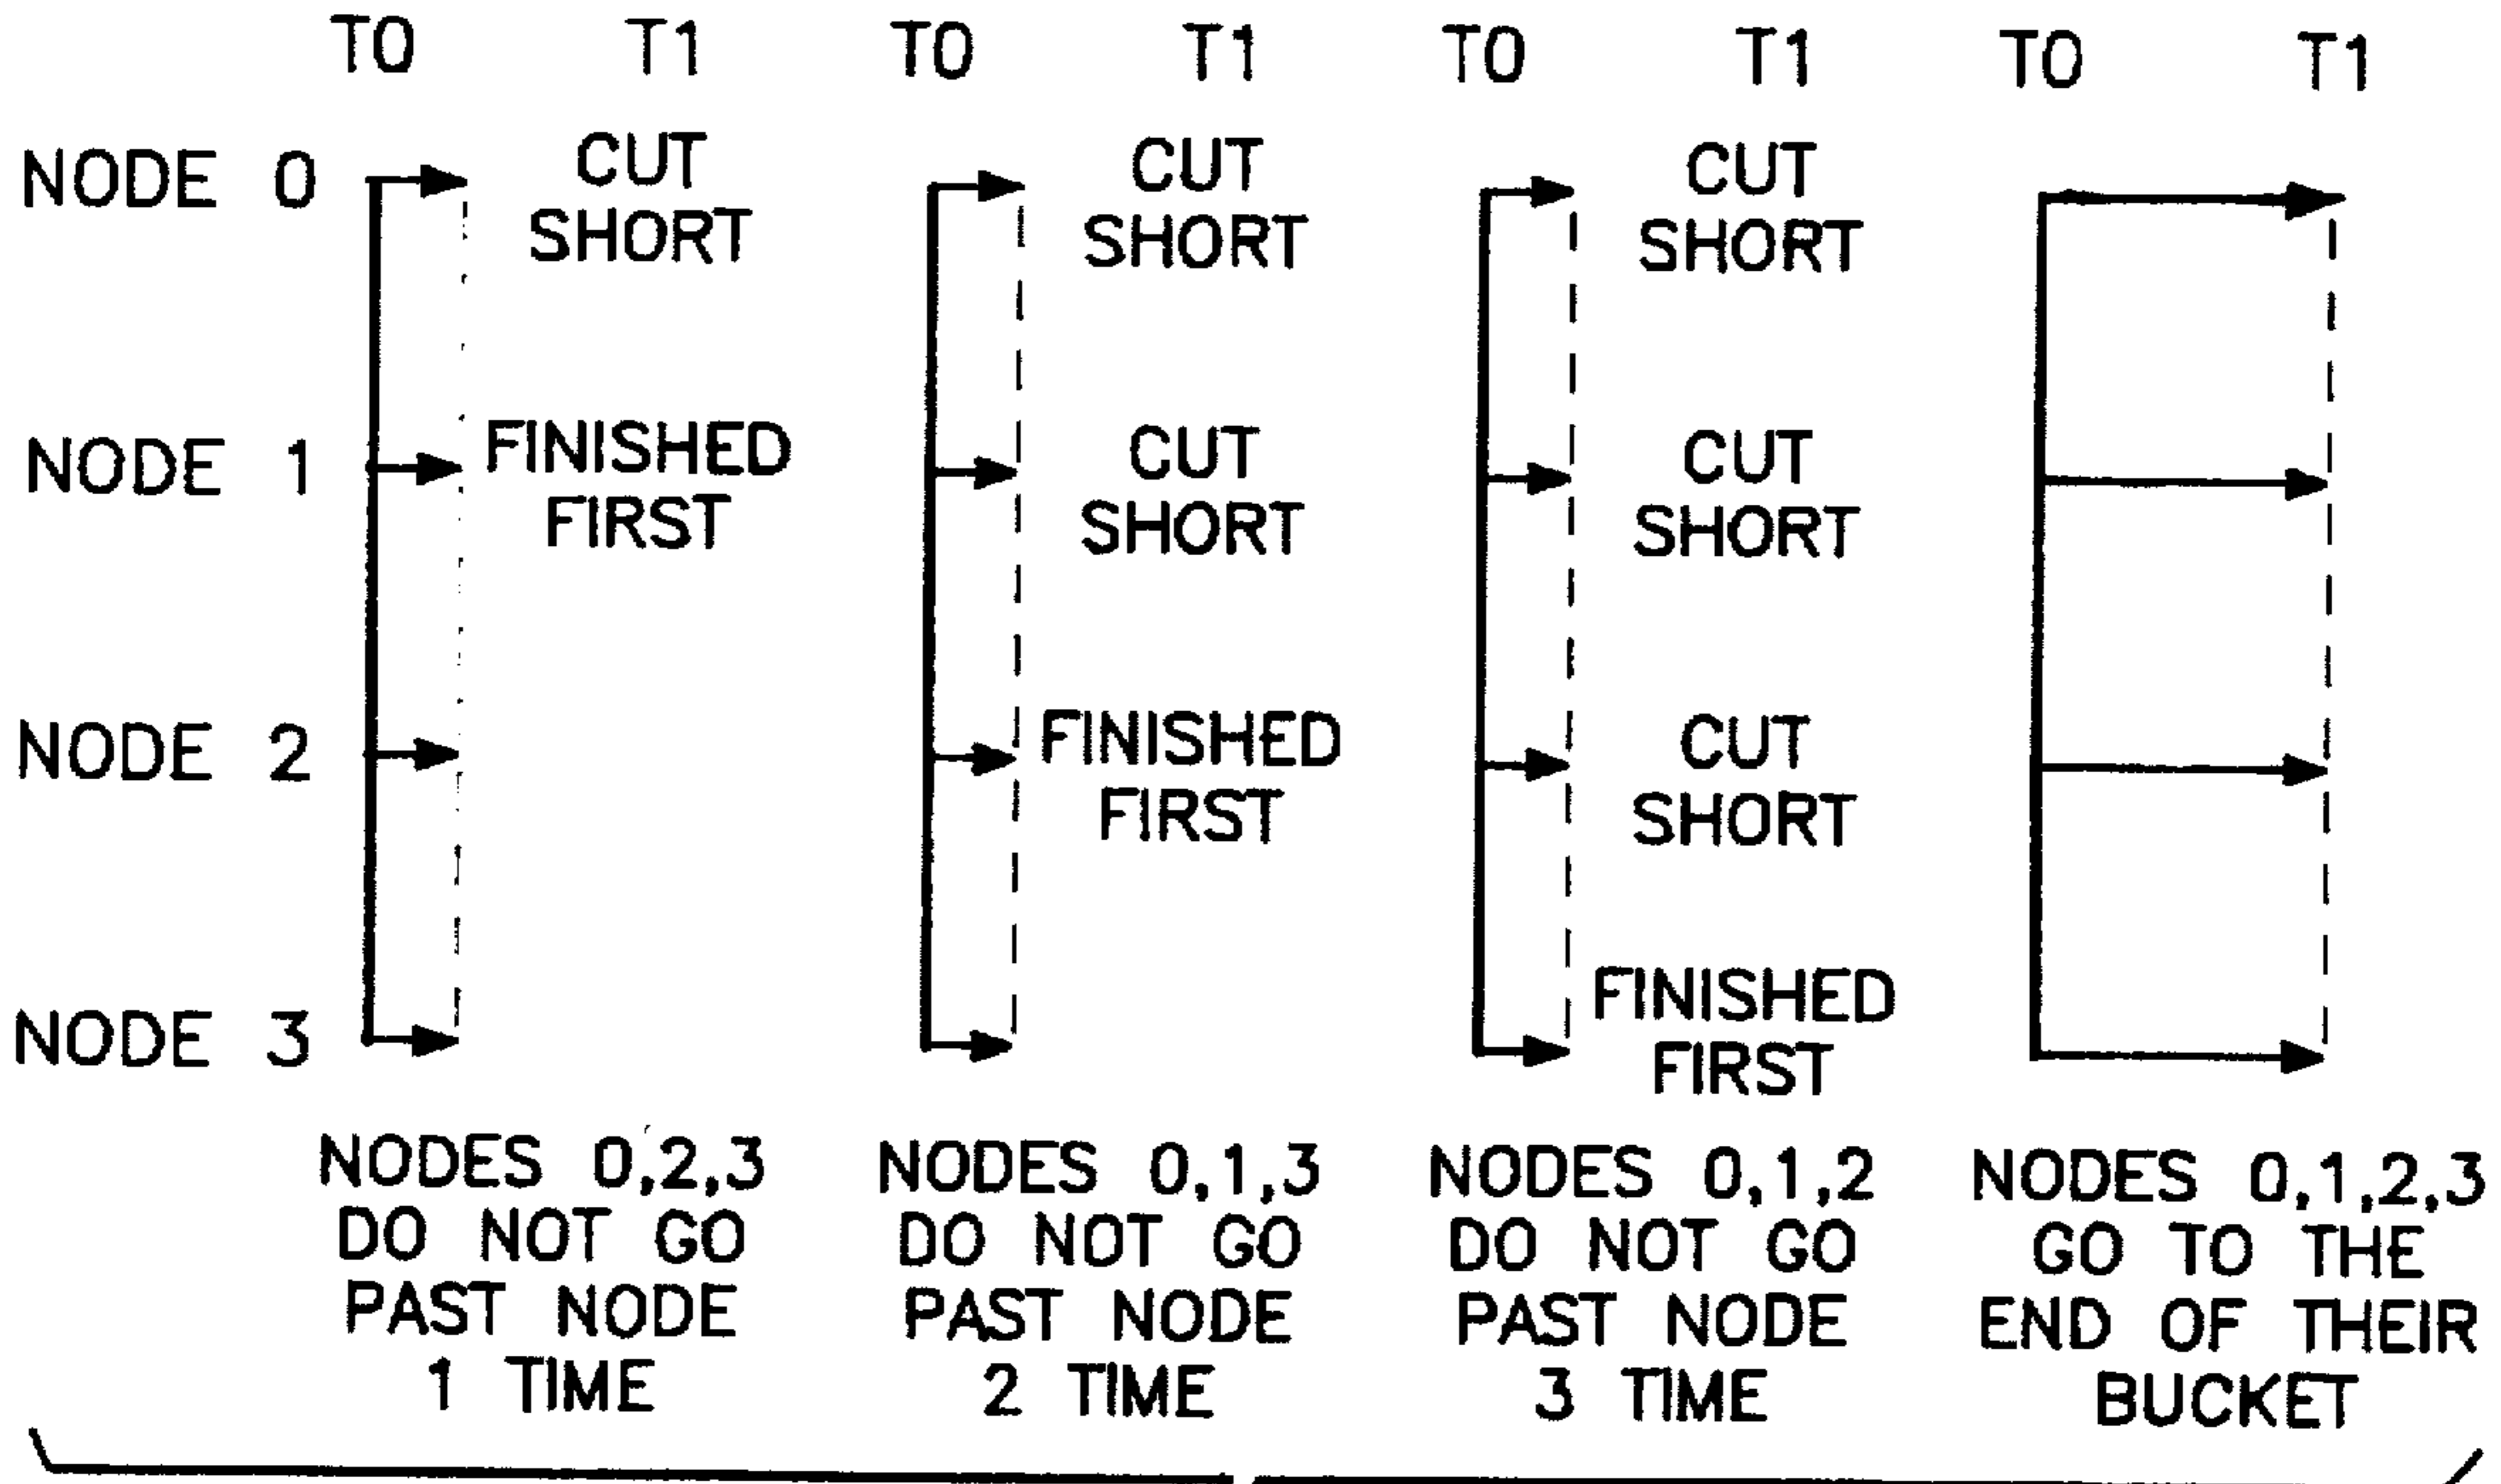 T0 T1 T0 T1 T0 T1 T0 T1
NODE 0
CUT
SHORT
CUT
SHORT
CUT
SHORT
NODE 1
FINISHED
FIRST
CUT
SHORT
CUT
SHORT
NODE 2
FINISHED
FIRST
CUT
SHORT
NODE 3
FINISHED
FIRST
NODES 0,2,3
DO NOT GO
PAST NODE
1 TIME
NODES 0,1,3
DO NOT GO
PAST NODE
2 TIME
NODES 0,1,2
DO NOT GO
PAST NODE
3 TIME
NODES 0,1,2,3
GO TO THE
END OF THEIR
BUCKET